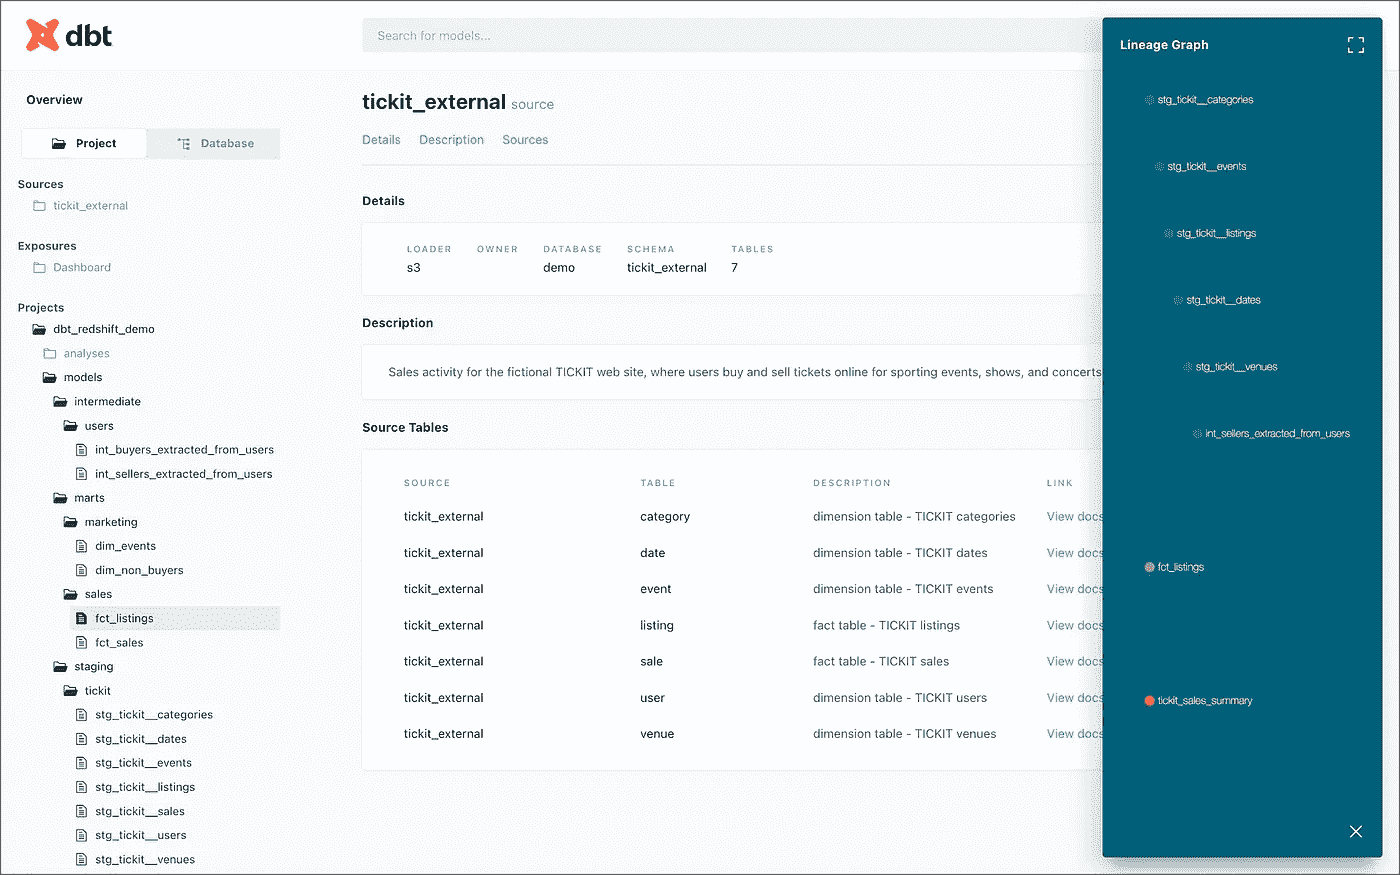 dbt
Search for models...
Overview
Project
Database
Sources
tickit_external
Exposures
Dashboard
Projects
dbt_redshift_demo
analyses
models
intermediate
users
int_buyers_extracted_from_users
int_sellers_extracted_from_users
marts
marketing
dim_events
dim_non_buyers
sales
fct_listings
fct_sales
staging
tickit
stg_tickit__categories
stg_tickit__dates
stg_tickit__events
stg_tickit__listings
stg_tickit__sales
stg_tickit__users
stg_tickit__venues
tickit_external source
Details Description Sources
Details
LOADER OWNER DATABASE SCHEMA TABLES
s3 demo tickit_external 7
Description
Sales activity for the fictional TICKIT web site, where users buy and sell tickets online for sporting events, shows, and concerts
Source Tables
SOURCE TABLE DESCRIPTION LINK
tickit_external category dimension table - TICKIT categories View docs
tickit_external date dimension table - TICKIT dates View docs
tickit_external event dimension table - TICKIT events View docs
tickit_external listing fact table - TICKIT listings View docs
tickit_external sale fact table - TICKIT sales View docs
tickit_external user dimension table - TICKIT users View docs
tickit_external venue dimension table - TICKIT venues View docs
Lineage Graph
stg_tickit__categories
stg_tickit__events
stg_tickit__listings
stg_tickit__dates
stg_tickit__venues
int_sellers_extracted_from_users
fct_listings
tickit_sales_summary